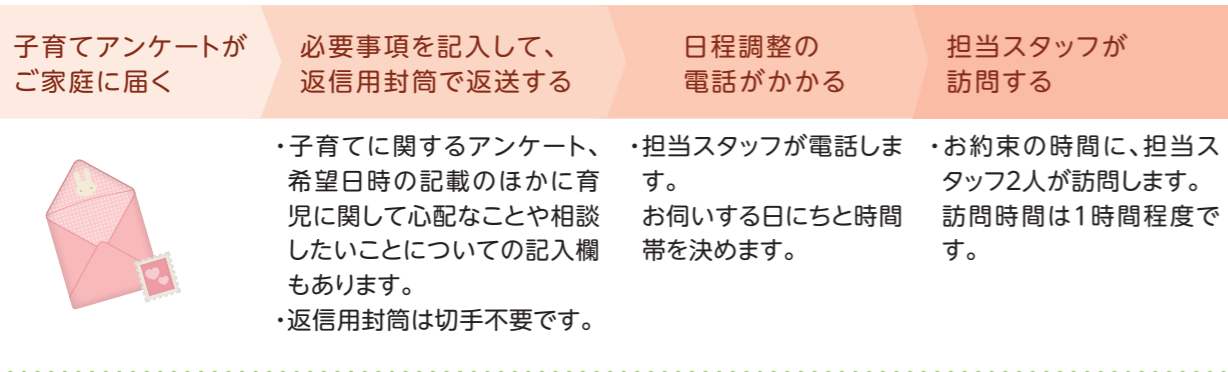 子育てアンケートが
ご家庭に届く
必要事項を記入して、
返信用封筒で返送する
日程調整の
電話がかかる
担当スタッフが
訪問する
・子育てに関するアンケート、
希望日時の記載のほかに育
児に関して心配なことや相談
したいことについての記入欄
もあります。
・返信用封筒は切手不要です。
・担当スタッフが電話しま
す。
お伺いする日にちと時間
帯を決めます。
・お約束の時間に、担当ス
タッフ2人が訪問します。
訪問時間は1時間程度で
す。